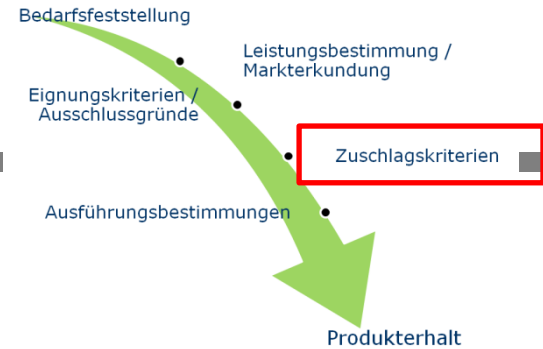 Bedarfsfeststellung
Leistungsbestimmung /
Markterkundung
Eignungskriterien /
Ausschlussgründe
Zuschlagskriterien
Ausführungsbestimmungen
Produkterhalt